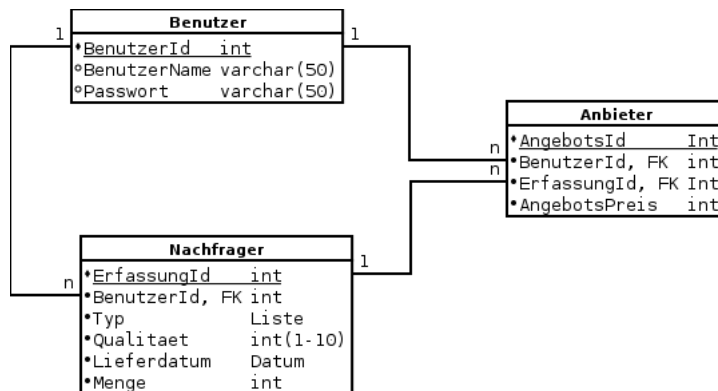 Benutzer
BenutzerId int
BenutzerName varchar(50)
Passwort varchar(50)
1
1
Anbieter
AngebotsId Int
BenutzerId, FK int
ErfassungId, FK Int
AngebotsPreis int
n
n
Nachfrager
ErfassungId int
BenutzerId, FK int
Typ Liste
Qualitaet int(1-10)
Lieferdatum Datum
Menge int
1
n